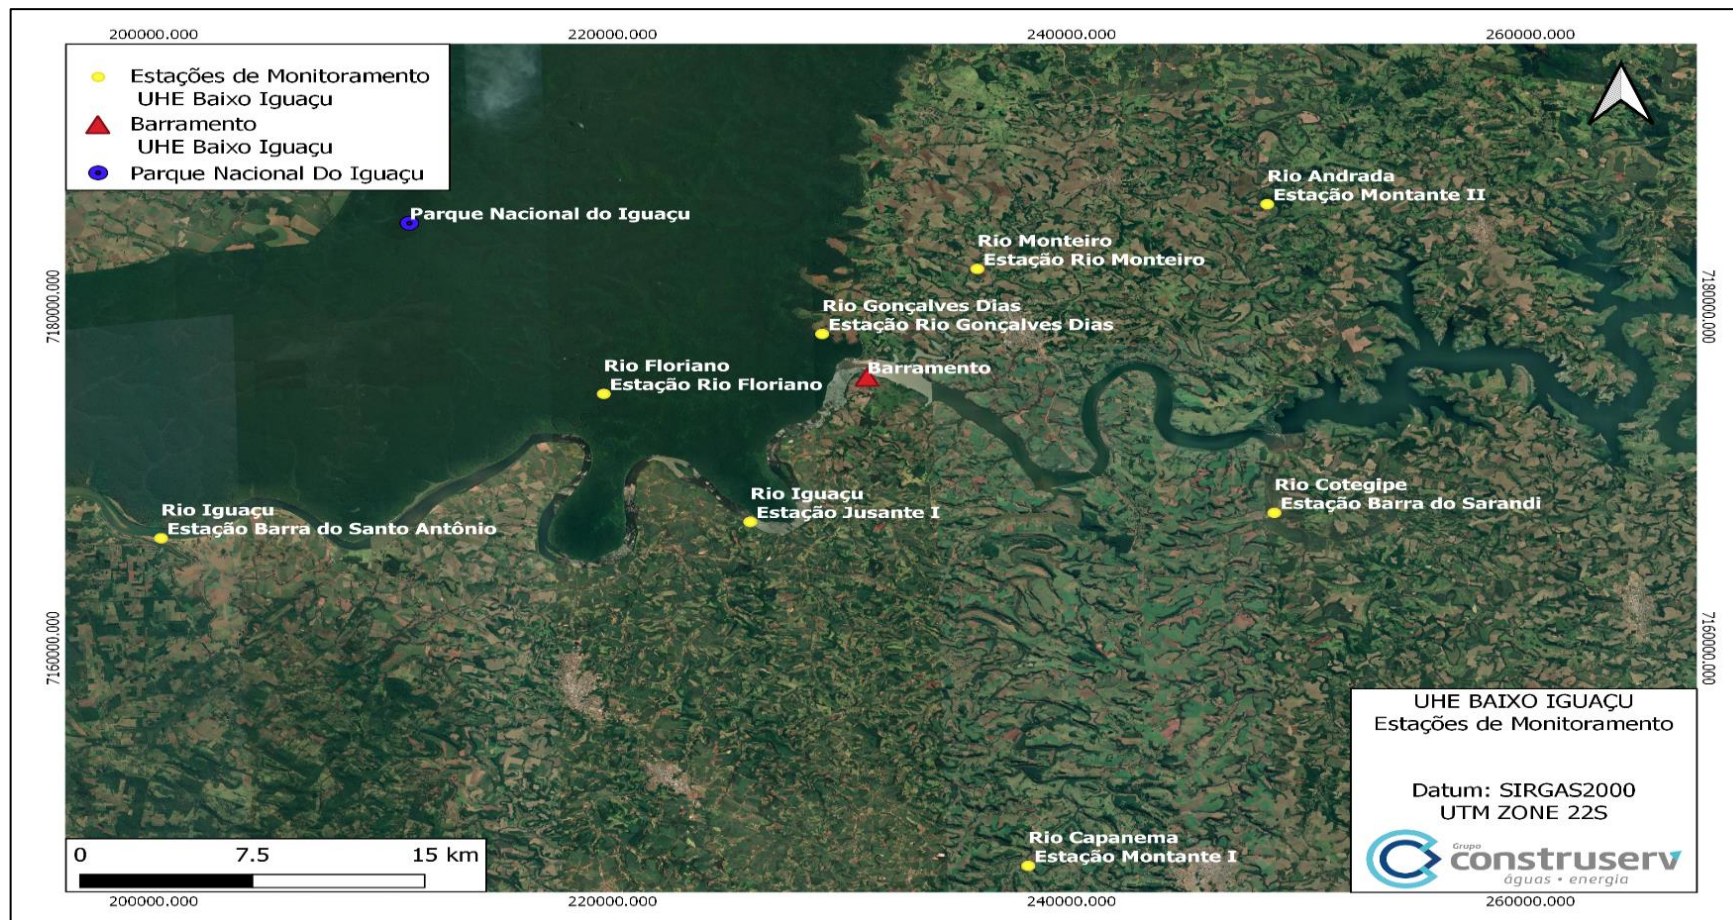 200000.000
220000.000
240000.000
260000.000
Estações de Monitoramento
UHE Baixo Iguaçu
Barramento
UHE Baixo Iguaçu
Parque Nacional Do Iguaçu
Rio Andrada
Estação Montante II
Parque Nacional do Iguaçu
Rio Monteiro
Estação Rio Monteiro
7180000.000
7180000.000
Rio Gonçalves Dias
Estação Rio Gonçalves Dias
Rio Floriano
Estação Rio Floriano
Barramento
Rio Iguaçu
Estação Jusante I
Rio Cotegipe
Estação Barra do Sarandi
Rio Iguaçu
Estação Barra do Santo Antônio
7160000.000
7160000.000
UHE BAIXO IGUAÇU
Estações de Monitoramento
Datum: SIRGAS2000
UTM ZONE 22S
Rio Capanema
Estação Montante I
Grupo
construserv
águas • energia
0
7.5
15 km
200000.000
220000.000
240000.000
260000.000